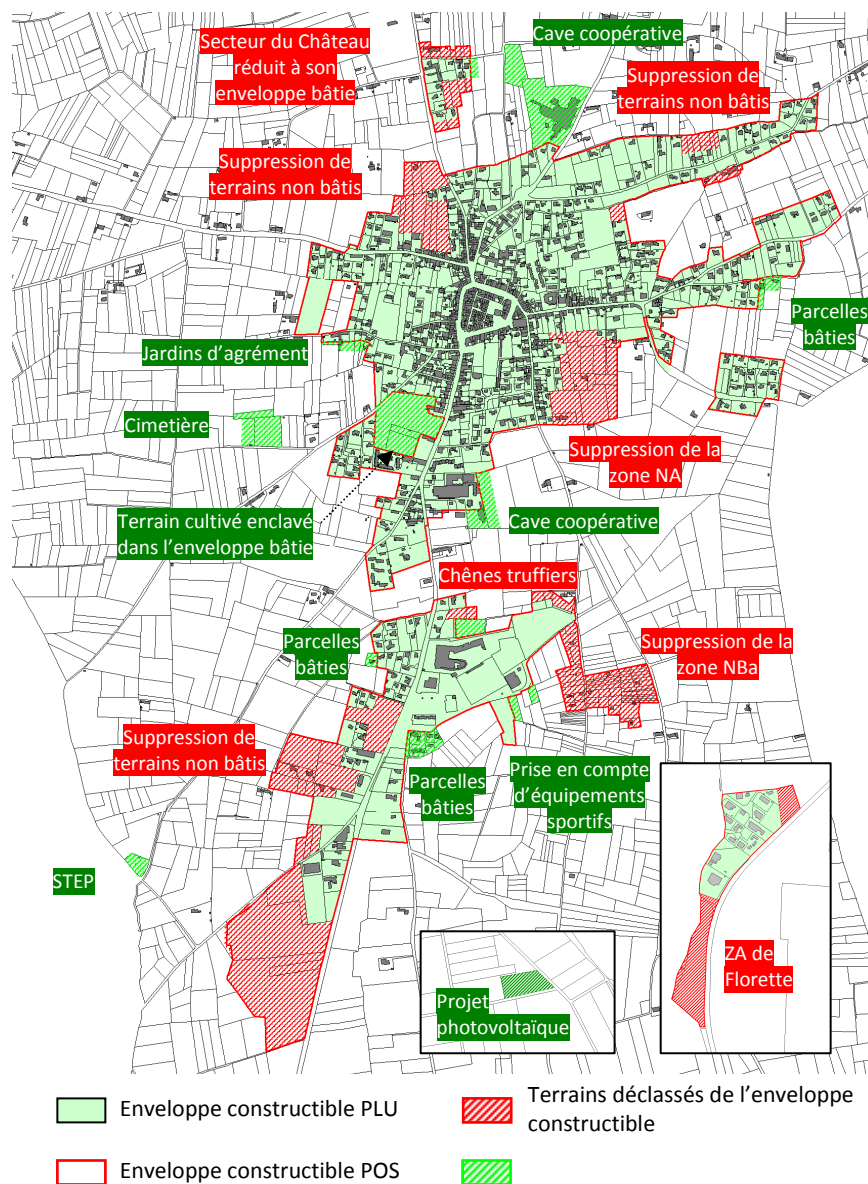 Secteur du Château
réduit à son
enveloppe bâtie
Cave coopérative
Suppression de
terrains non bâtis
Suppression de
terrains non bâtis
Parcelles
bâties
Jardins d’agrément
Cimetière
Suppression de la
zone NA
Terrain cultivé enclavé
dans l’enveloppe bâtie
Cave coopérative
Chênes truffiers
Parcelles
bâties
Suppression de la
zone NBa
Suppression de
terrains non bâtis
Parcelles
bâties
Prise en compte
d’équipements
sportifs
STEP
ZA de
Florette
Projet
photovoltaïque
Enveloppe constructible PLU
Terrains déclassés de l’enveloppe
constructible
Enveloppe constructible POS